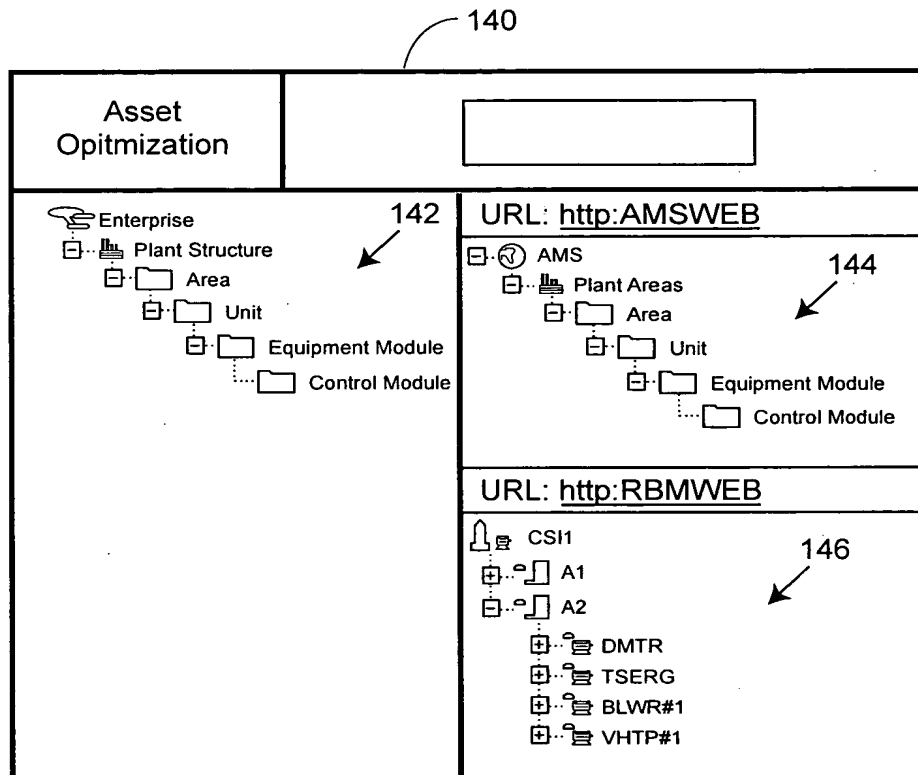 140
Asset
Opitmization
Enterprise
142
Plant Structure
Area
Unit
Equipment Module
Control Module
URL: http:AMSWEB
AMS
144
Plant Areas
Area
Unit
Equipment Module
Control Module
URL: http:RBMWEB
CSI1
146
A1
A2
DMTR
TSERG
BLWR#1
VHTP#1